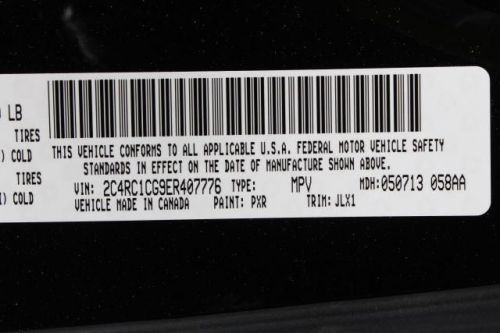 LB
TIRES
COLD
TIRES
COLD
THIS VEHICLE CONFORMS TO ALL APPLICABLE U.S.A. FEDERAL MOTOR VEHICLE SAFETY
STANDARDS IN EFFECT ON THE DATE OF MANUFACTURE SHOWN ABOVE.
VIN: 2C4RC1CG9ER407776 TYPE: MPV MDH: 050713 058AA
VEHICLE MADE IN CANADA PAINT: PXR TRIM: JLX1